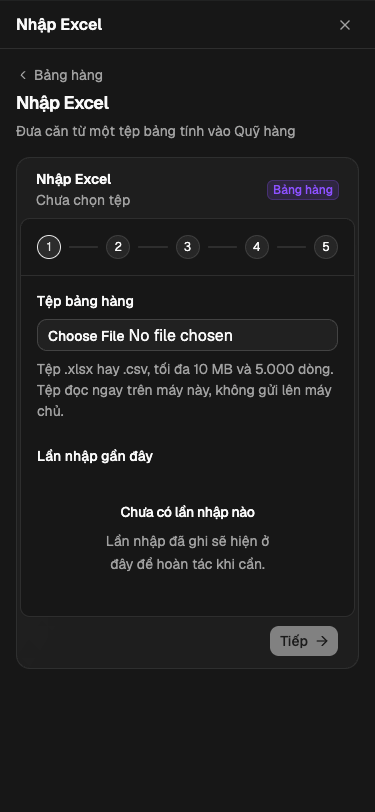 Nhập Excel
Bảng hàng
Nhập Excel
Đưa căn từ một tệp bảng tính vào Quỹ hàng
Nhập Excel
Chưa chọn tệp
Bảng hàng
1 2 3 4 5
Tệp bảng hàng
Choose File No file chosen
Tệp .xlsx hay .csv, tối đa 10 MB và 5.000 dòng.
Tệp đọc ngay trên máy này, không gửi lên máy
chủ.
Lần nhập gần đây
Chưa có lần nhập nào
Lần nhập đã ghi sẽ hiện ở
đây để hoàn tác khi cần.
Tiếp